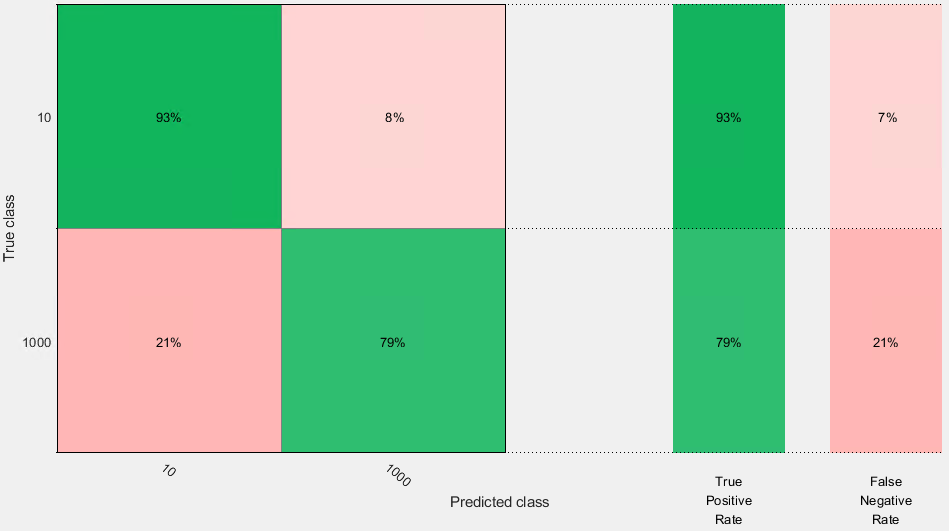 10
93%
8%
93%
7%
True class
1000
21%
79%
79%
21%
10
1000
Predicted class
True
Positive
Rate
False
Negative
Rate